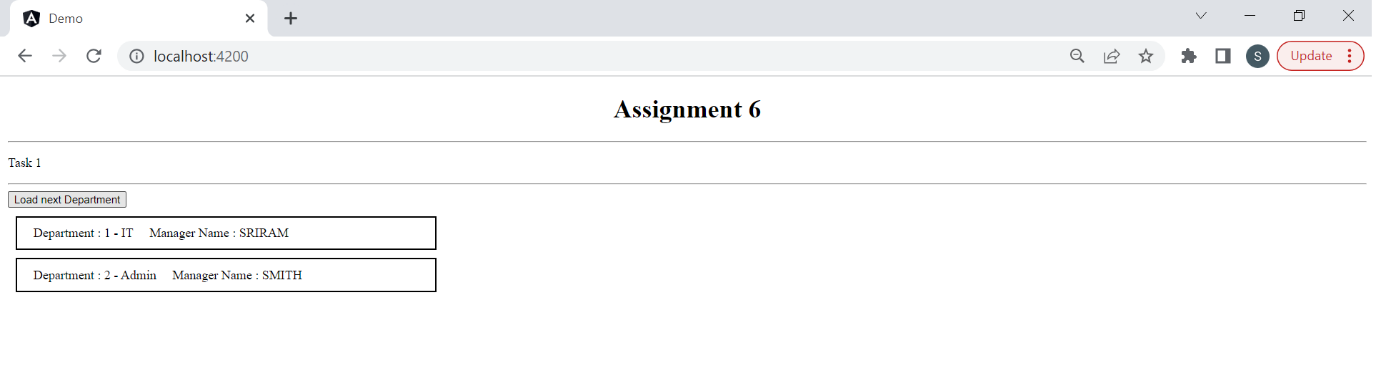 Demo
localhost:4200
S
Update
Assignment 6
Task 1
Load next Department
Department : 1 - IT Manager Name : SRIRAM
Department : 2 - Admin Manager Name : SMITH